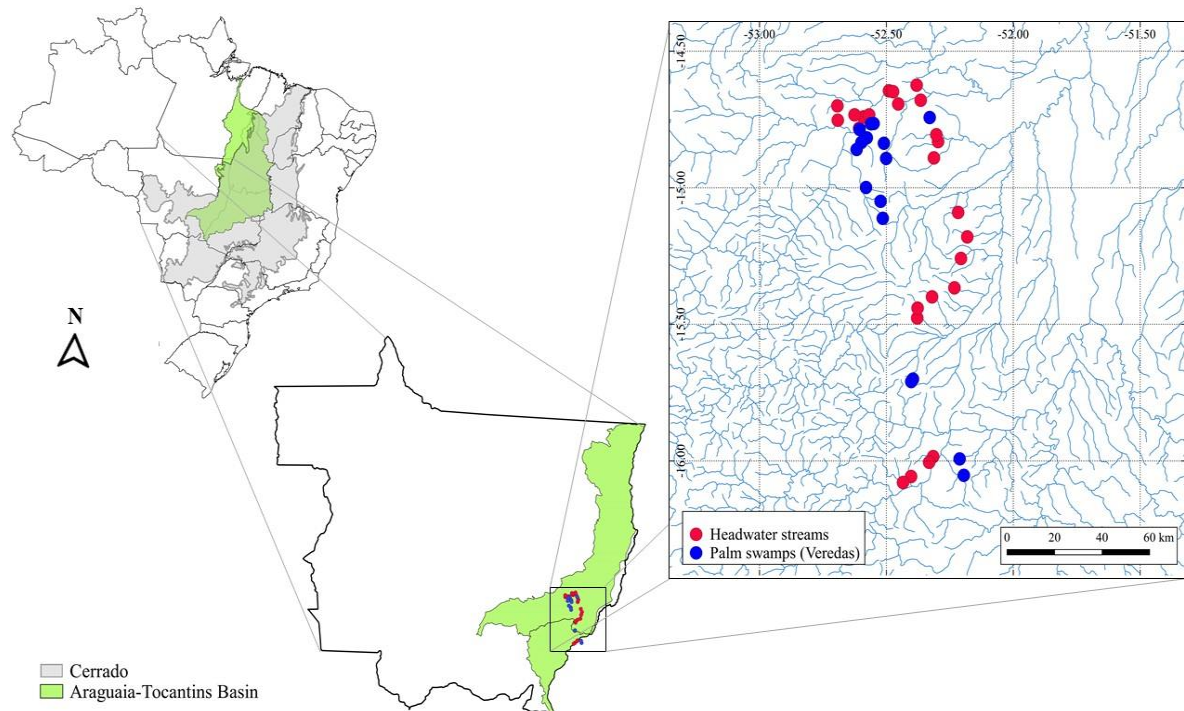 -53.00
-52.50
-52.00
-51.50
-14.50
-15.00
-15.50
-16.00
N
Headwater streams
Palm swamps (Veredas)
0 20 40 60 km
Cerrado
Araguaia-Tocantins Basin